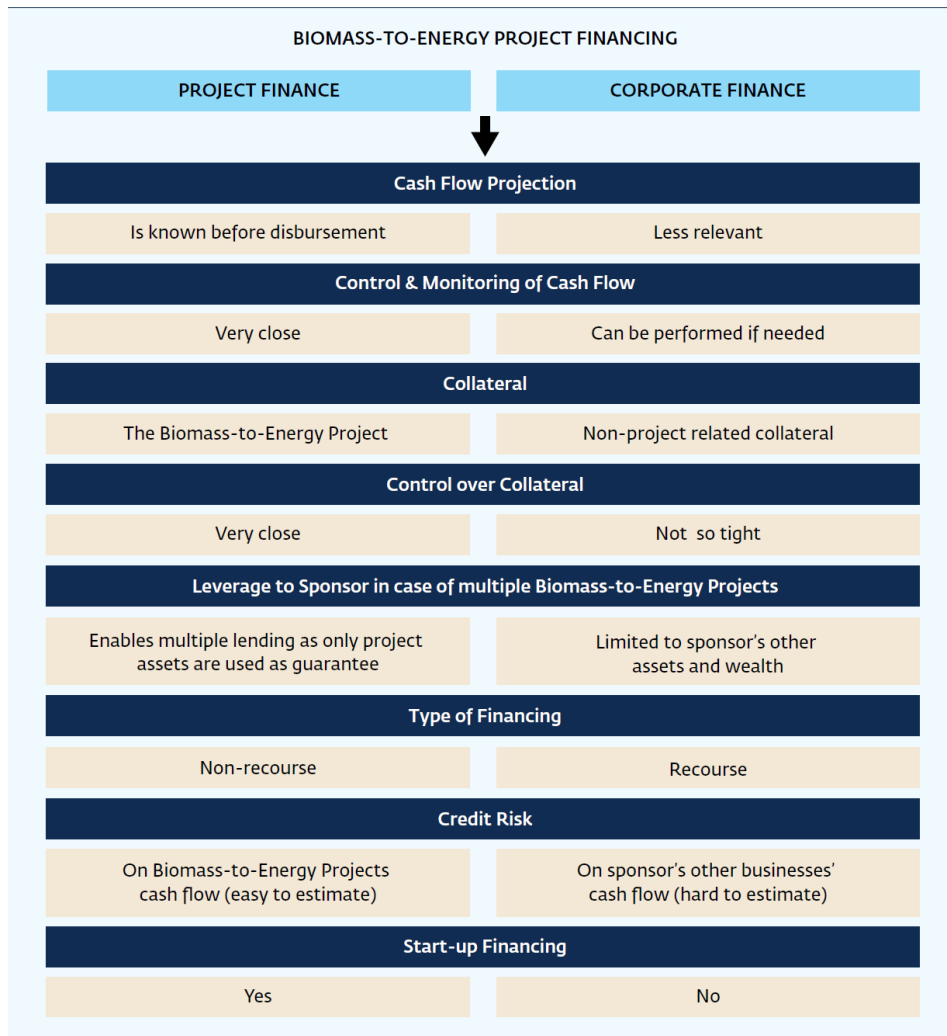 BIOMASS-TO-ENERGY PROJECT FINANCING
PROJECT FINANCE
CORPORATE FINANCE
Cash Flow Projection
Is known before disbursement
Less relevant
Control & Monitoring of Cash Flow
Very close
Can be performed if needed
Collateral
The Biomass-to-Energy Project
Non-project related collateral
Control over Collateral
Very close
Not so tight
Leverage to Sponsor in case of multiple Biomass-to-Energy Projects
Enables multiple lending as only project
assets are used as guarantee
Limited to sponsor's other
assets and wealth
Type of Financing
Non-recourse
Recourse
Credit Risk
On Biomass-to-Energy Projects
cash flow (easy to estimate)
On sponsor's other businesses'
cash flow (hard to estimate)
Start-up Financing
Yes
No